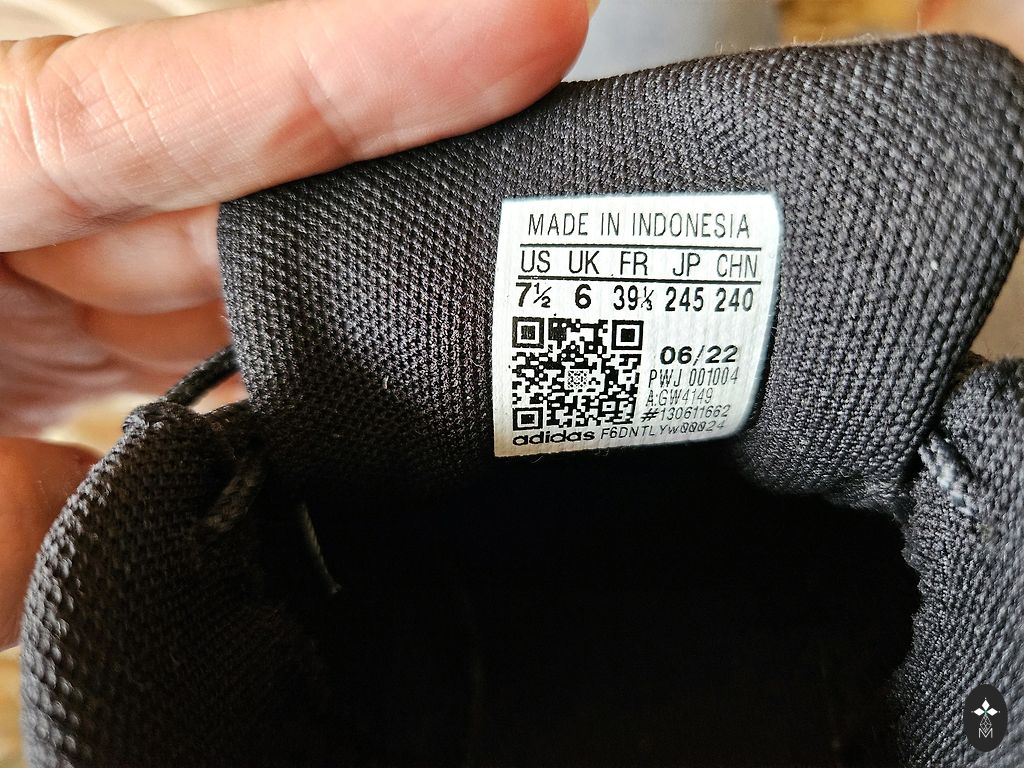 MADE IN INDONESIA
US UK FR JP CHN
7½ 6 39⅓ 245 240
06/22
PWJ 001004
A:GW4149
#130611662
adidas F6DNTLYw00024
M